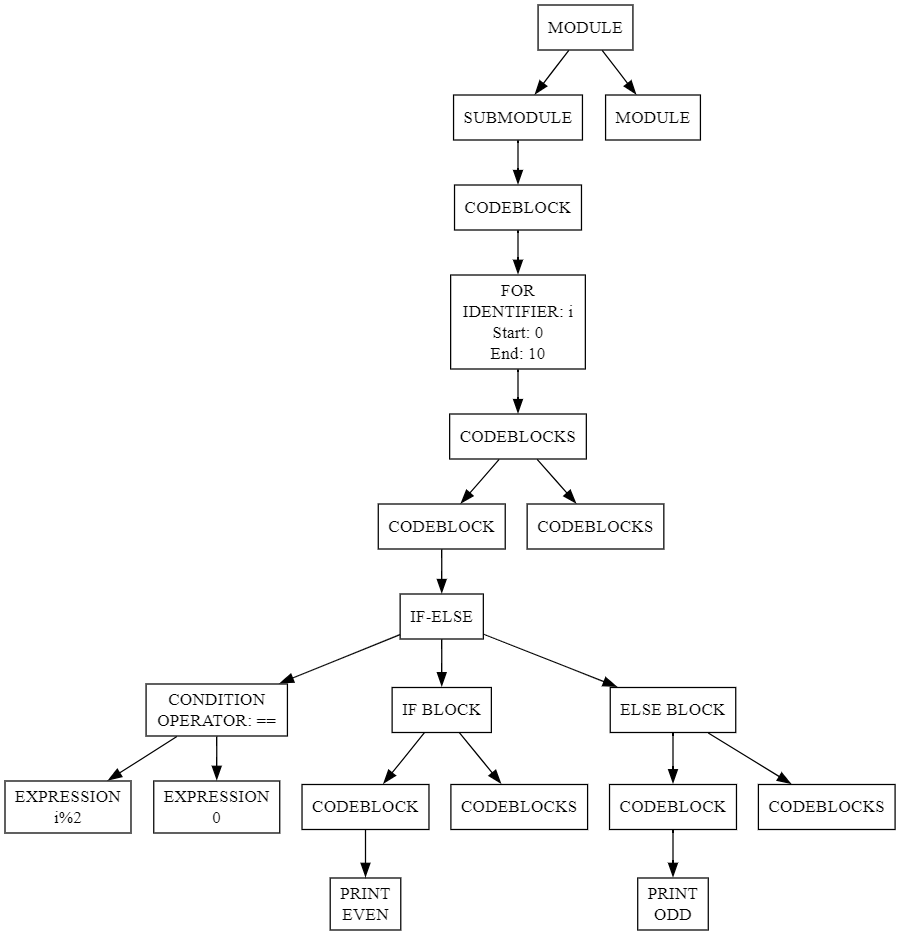 MODULE
SUBMODULE
MODULE
CODEBLOCK
FOR
IDENTIFIER: i
Start: 0
End: 10
CODEBLOCKS
CODEBLOCK
CODEBLOCKS
IF-ELSE
CONDITION
OPERATOR: ==
IF BLOCK
ELSE BLOCK
EXPRESSION
i%2
EXPRESSION
0
CODEBLOCK
CODEBLOCKS
CODEBLOCK
CODEBLOCKS
PRINT
EVEN
PRINT
ODD